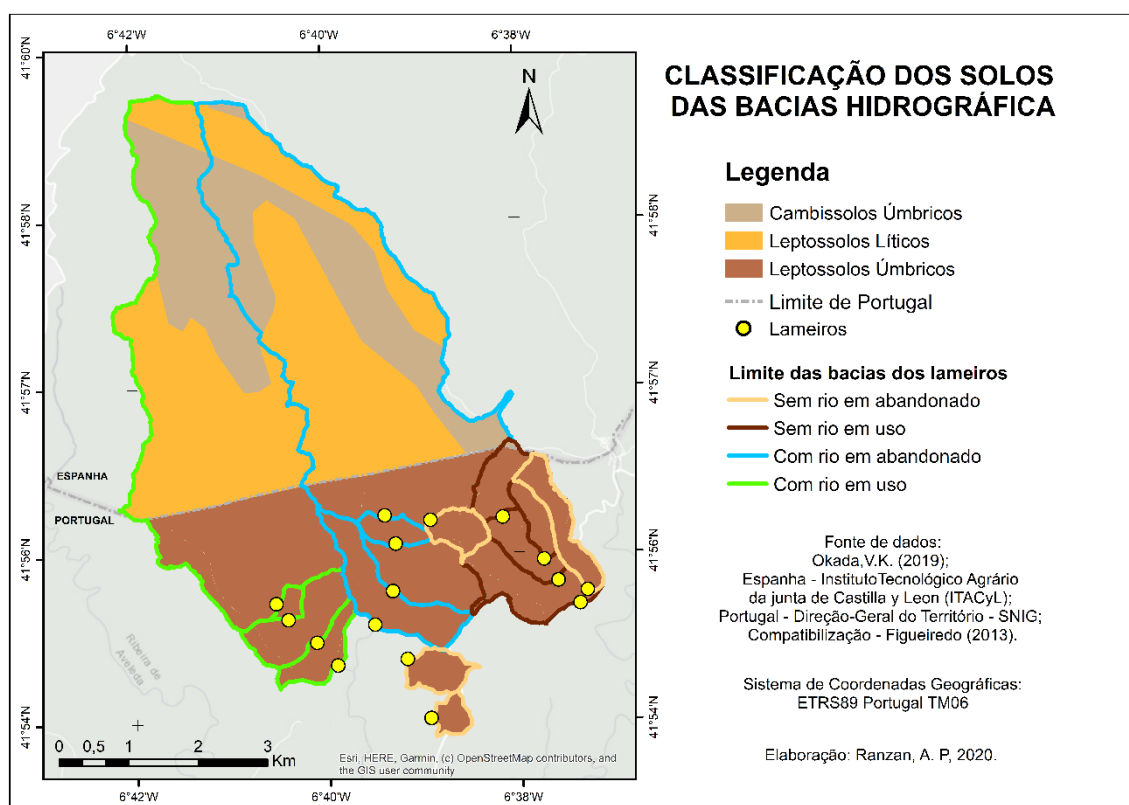 6°42'W
6°40'W
6°38'W
41°60'N
41°58'N
41°57'N
41°56'N
41°54'N
41°58'N
41°57'N
41°56'N
41°54'N
N
ESPANHA
PORTUGAL
Ribeira de
Aveleda
0 0,5 1 2 3
Km
Esri, HERE, Garmin, (c) OpenStreetMap contributors, and
the GIS user community
6°42'W
6°40'W
6°38'W
CLASSIFICAÇÃO DOS SOLOS
DAS BACIAS HIDROGRÁFICA
Legenda
Cambissolos Úmbricos
Leptossolos Líticos
Leptossolos Úmbricos
Limite de Portugal
Lameiros
Limite das bacias dos lameiros
Sem rio em abandonado
Sem rio em uso
Com rio em abandonado
Com rio em uso
Fonte de dados:
Okada,V.K. (2019);
Espanha - InstitutoTecnológico Agrário
da junta de Castilla y Leon (ITACyL);
Portugal - Direção-Geral do Território - SNIG;
Compatibilização - Figueiredo (2013).
Sistema de Coordenadas Geográficas:
ETRS89 Portugal TM06
Elaboração: Ranzan, A. P, 2020.